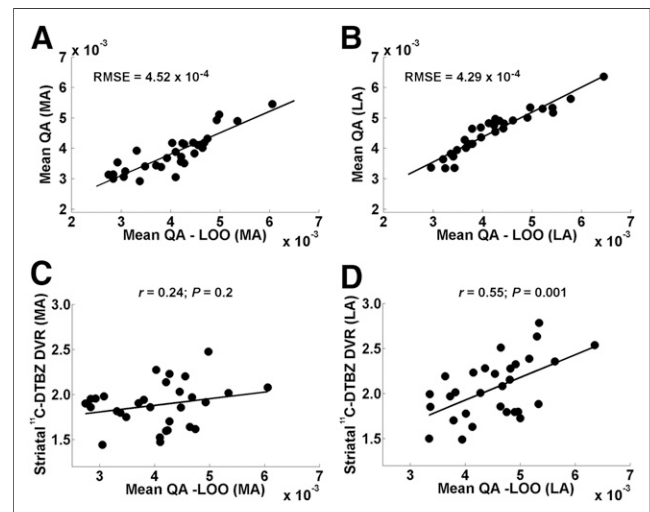 A
7 x 10⁻³
RMSE = 4.52 x 10⁻⁴
6
5
4
3
2
Mean QA (MA)
2 3 4 5 6 7
Mean QA - LOO (MA) x 10⁻³
B
7 x 10⁻³
RMSE = 4.29 x 10⁻⁴
6
5
4
3
2
Mean QA (LA)
2 3 4 5 6 7
Mean QA - LOO (LA) x 10⁻³
C
3.0
r = 0.24; P = 0.2
2.5
2.0
1.5
Striatal ¹¹C-DTBZ DVR (MA)
3 4 5 6 7
Mean QA -LOO (MA) x 10⁻³
D
3.0
r = 0.55; P = 0.001
2.5
2.0
1.5
Striatal ¹¹C-DTBZ DVR (LA)
3 4 5 6 7
Mean QA -LOO (LA) x 10⁻³